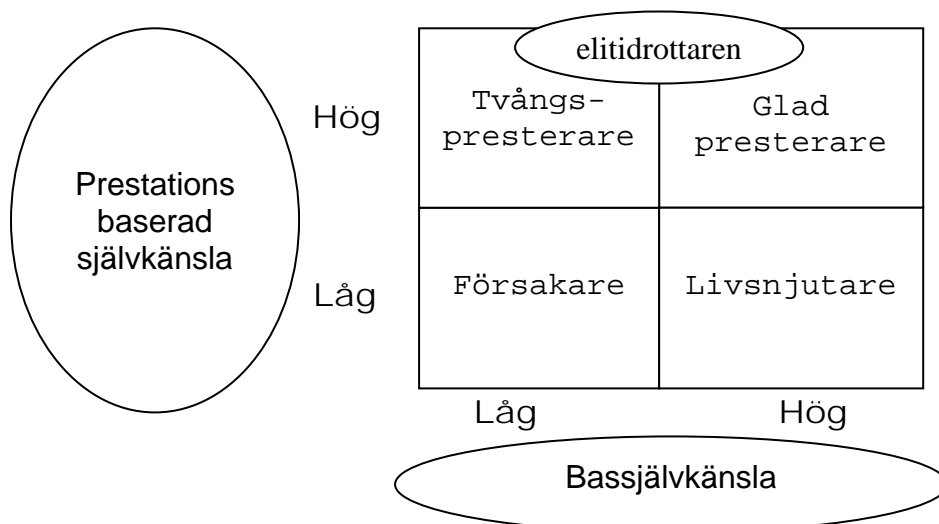 elitidrottaren
Hög
Tvångs-
presterare
Glad
presterare
Prestations
baserad
självkänsla
Låg
Försakare
Livsnjutare
Låg
Hög
Bassjälvkänsla